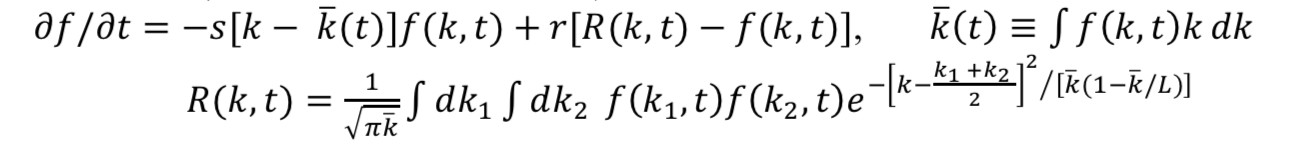 ∂f/∂t = −s[k − k̄(t)]f(k,t) + r[R(k,t) − f(k,t)], k̄(t) ≡ ∫ f(k,t)k dk
R(k,t) = 1/√(πk̄) ∫ dk₁ ∫ dk₂ f(k₁,t)f(k₂,t)e^{−[k−(k₁+k₂)/2]²/[k̄(1−k̄/L)]}